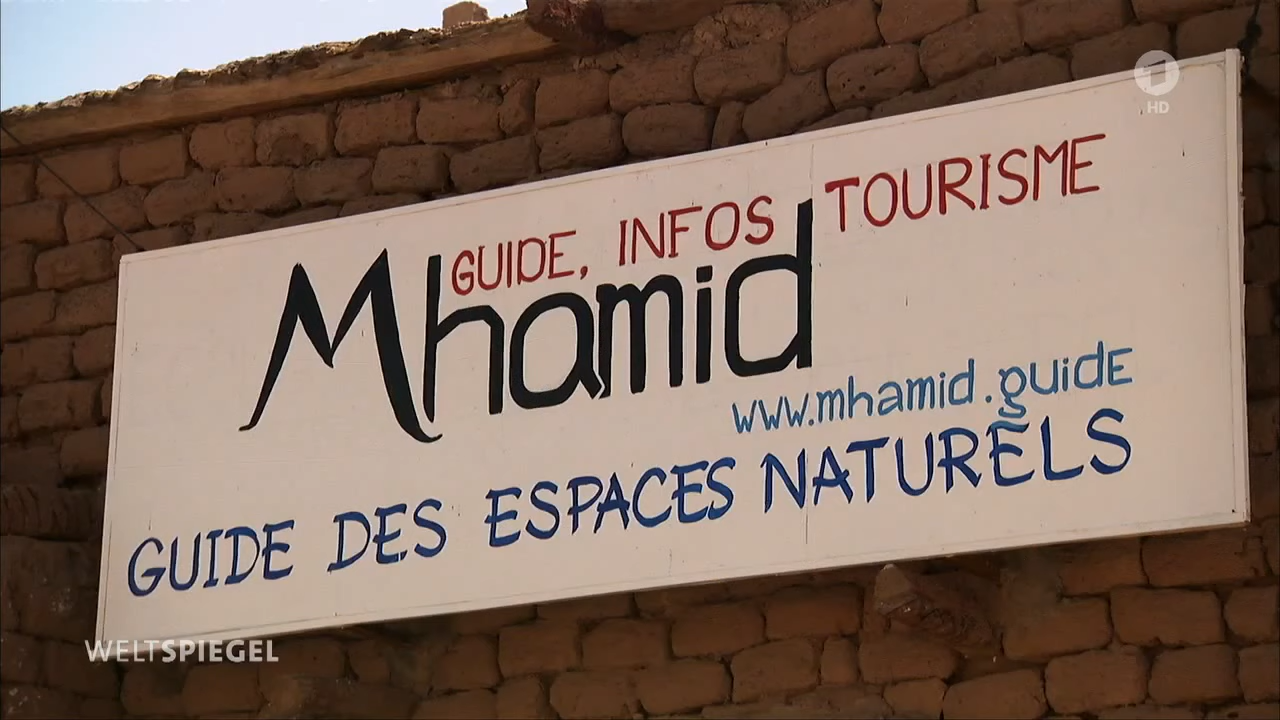 1
HD
GUIDE, INFOS TOURISME
Mhamid
www.mhamid.guidE
GUIDE DES ESPACES NATURELS
WELTSPIEGEL